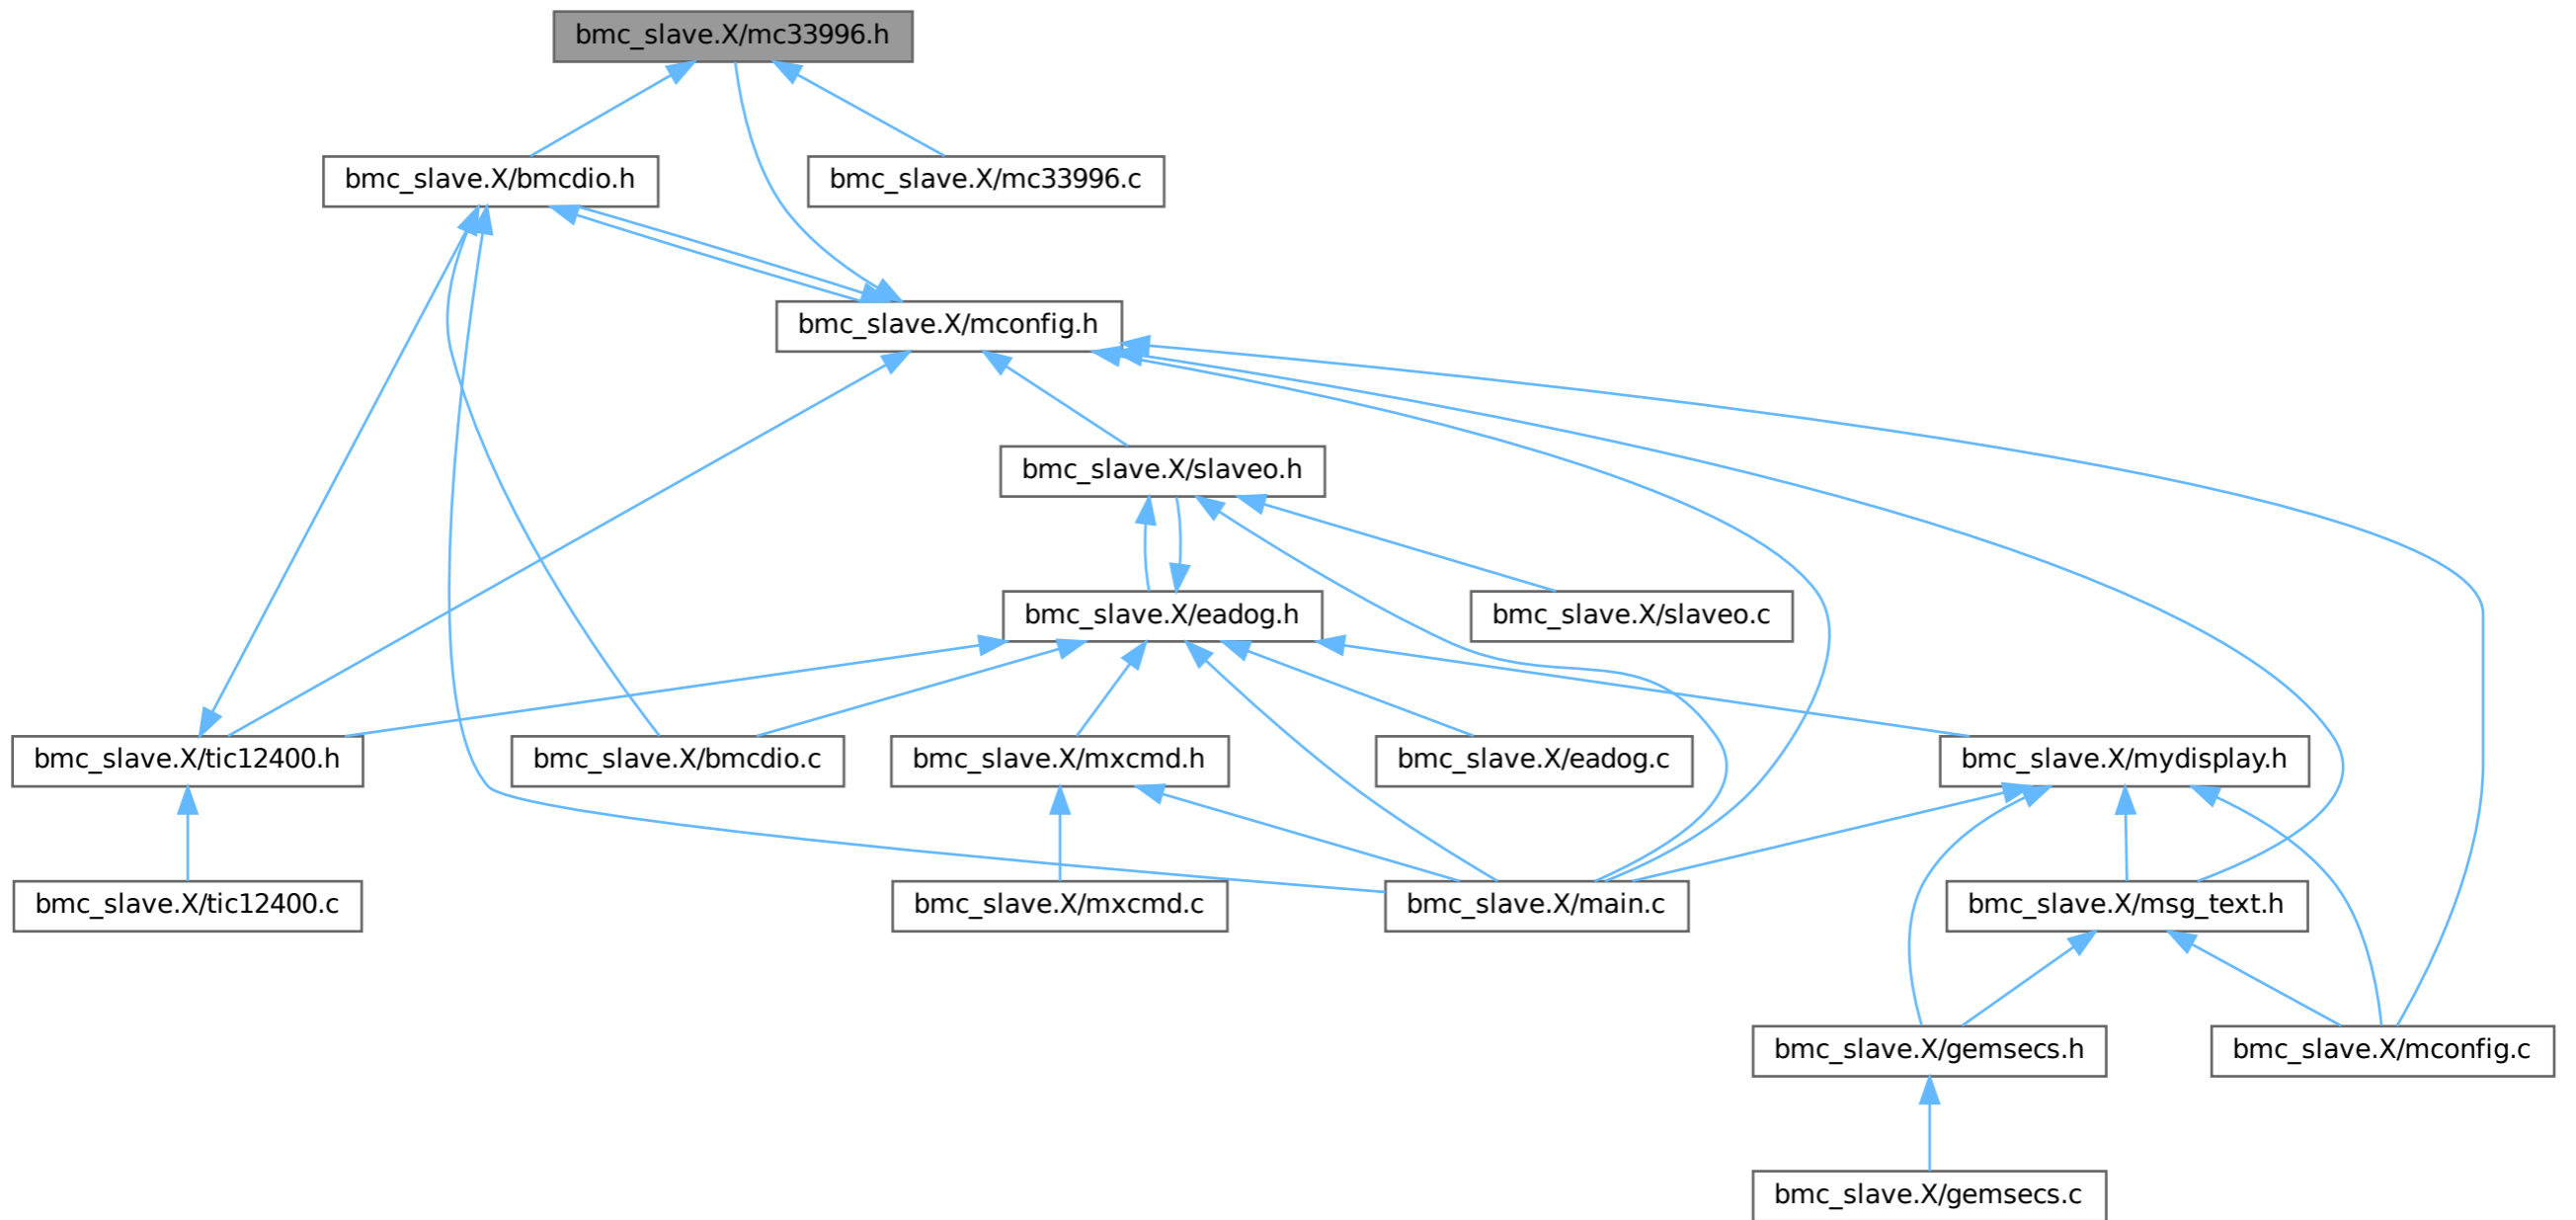 bmc_slave.X/mc33996.h
bmc_slave.X/bmcdio.h
bmc_slave.X/mc33996.c
bmc_slave.X/mconfig.h
bmc_slave.X/slaveo.h
bmc_slave.X/eadog.h
bmc_slave.X/slaveo.c
bmc_slave.X/tic12400.h
bmc_slave.X/bmcdio.c
bmc_slave.X/mxcmd.h
bmc_slave.X/eadog.c
bmc_slave.X/mydisplay.h
bmc_slave.X/tic12400.c
bmc_slave.X/mxcmd.c
bmc_slave.X/main.c
bmc_slave.X/msg_text.h
bmc_slave.X/gemsecs.h
bmc_slave.X/mconfig.c
bmc_slave.X/gemsecs.c